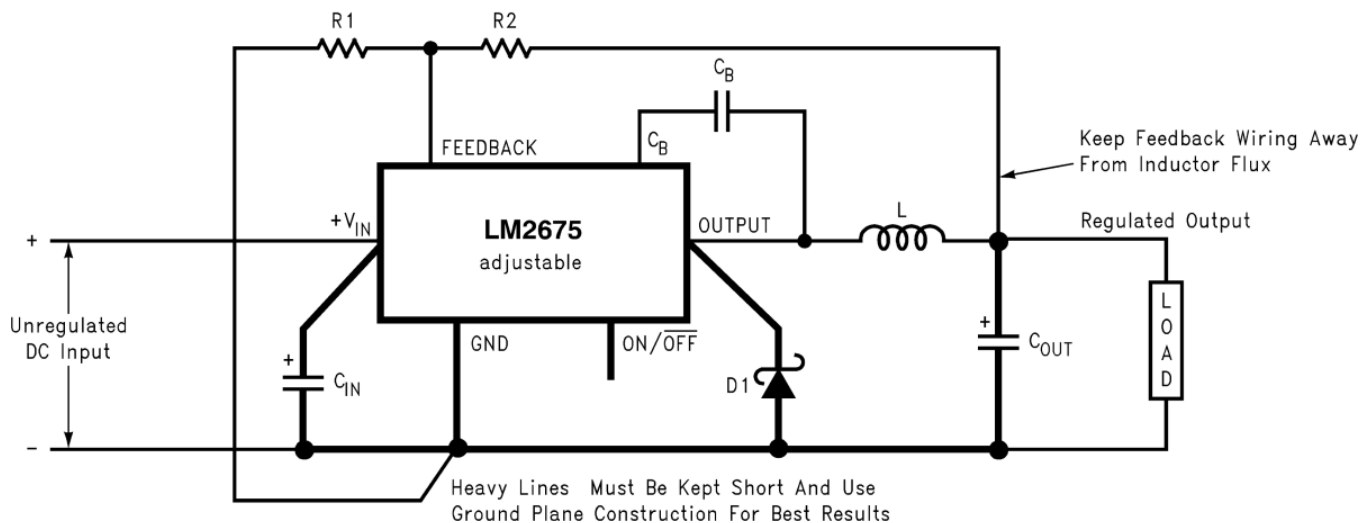 R1
R2
C_B
FEEDBACK
C_B
Keep Feedback Wiring Away
From Inductor Flux
+V_IN
LM2675
adjustable
OUTPUT
L
Regulated Output
+
Unregulated
DC Input
-
+
C_IN
GND
ON/O̅F̅F̅
D1
+
C_OUT
LOAD
Heavy Lines Must Be Kept Short And Use
Ground Plane Construction For Best Results